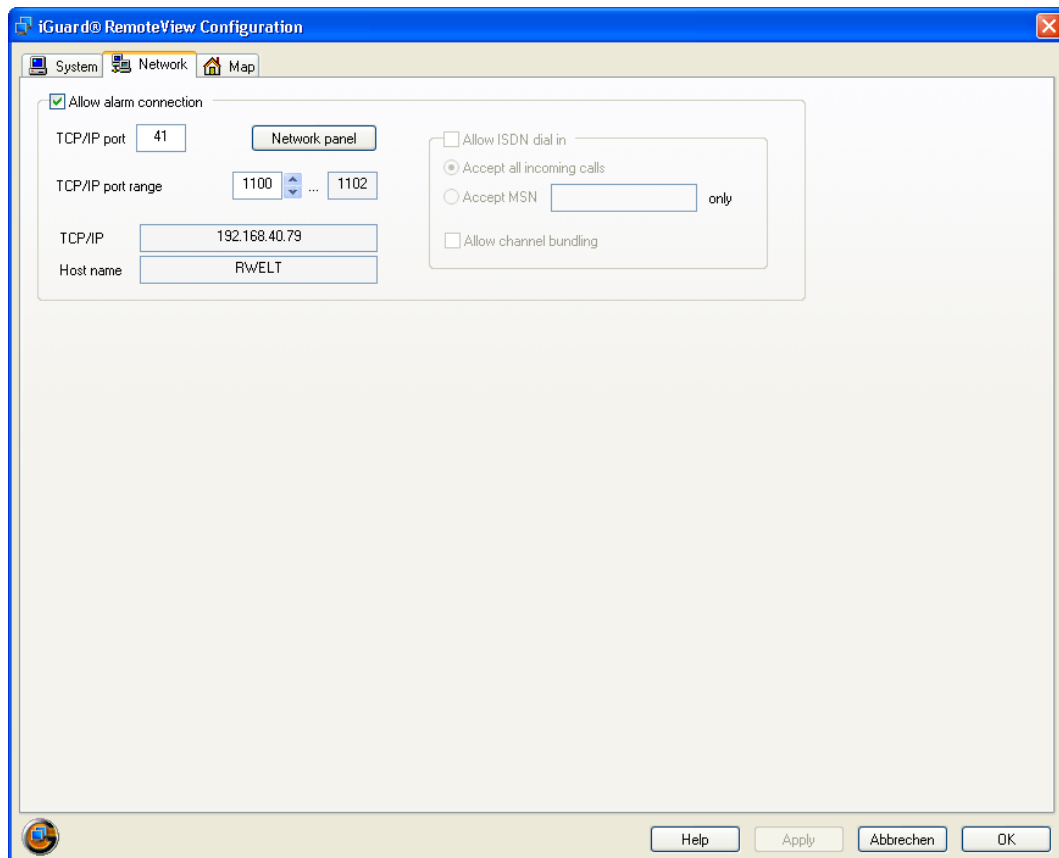 iGuard® RemoteView Configuration
System Network Map
Allow alarm connection
TCP/IP port 41 Network panel
Allow ISDN dial in
Accept all incoming calls
TCP/IP port range 1100 ... 1102
Accept MSN only
TCP/IP 192.168.40.79
Allow channel bundling
Host name RWELT
Help Apply Abbrechen OK